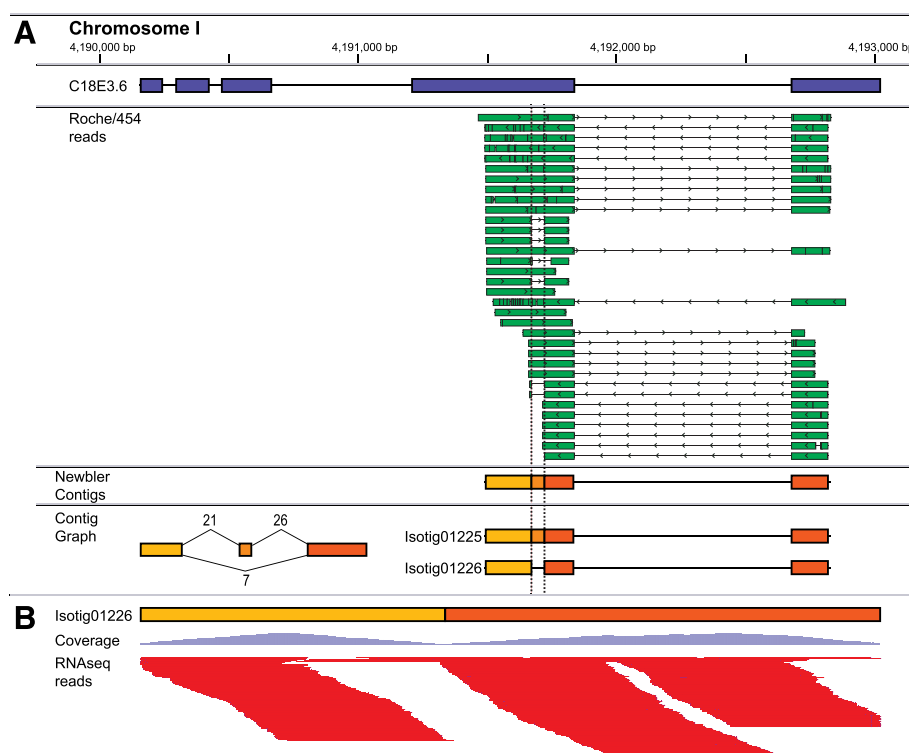 A
Chromosome I
4,190,000 bp 4,191,000 bp 4,192,000 bp 4,193,000 bp
C18E3.6
Roche/454
reads
Newbler
Contigs
Contig
Graph
21 26
7
Isotig01225
Isotig01226
B
Isotig01226
Coverage
RNAseq
reads